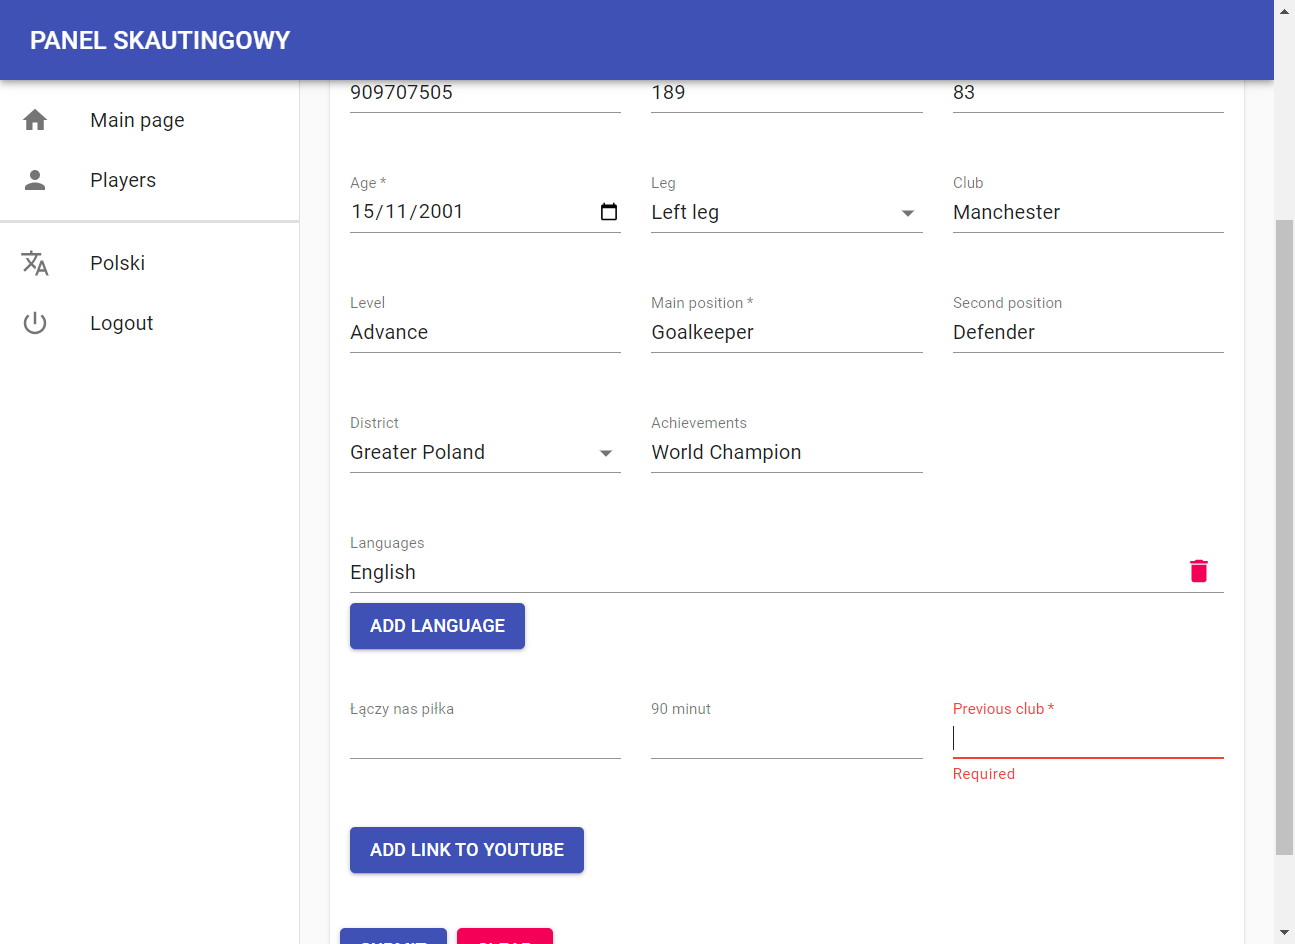 PANEL SKAUTINGOWY
Main page
Players
Polski
Logout
909707505 189 83
Age * Leg Club
15/11/2001 Left leg Manchester
Level Main position * Second position
Advance Goalkeeper Defender
District Achievements
Greater Poland World Champion
Languages
English
ADD LANGUAGE
Łączy nas piłka 90 minut Previous club *
Required
ADD LINK TO YOUTUBE
SUBMIT CLEAR